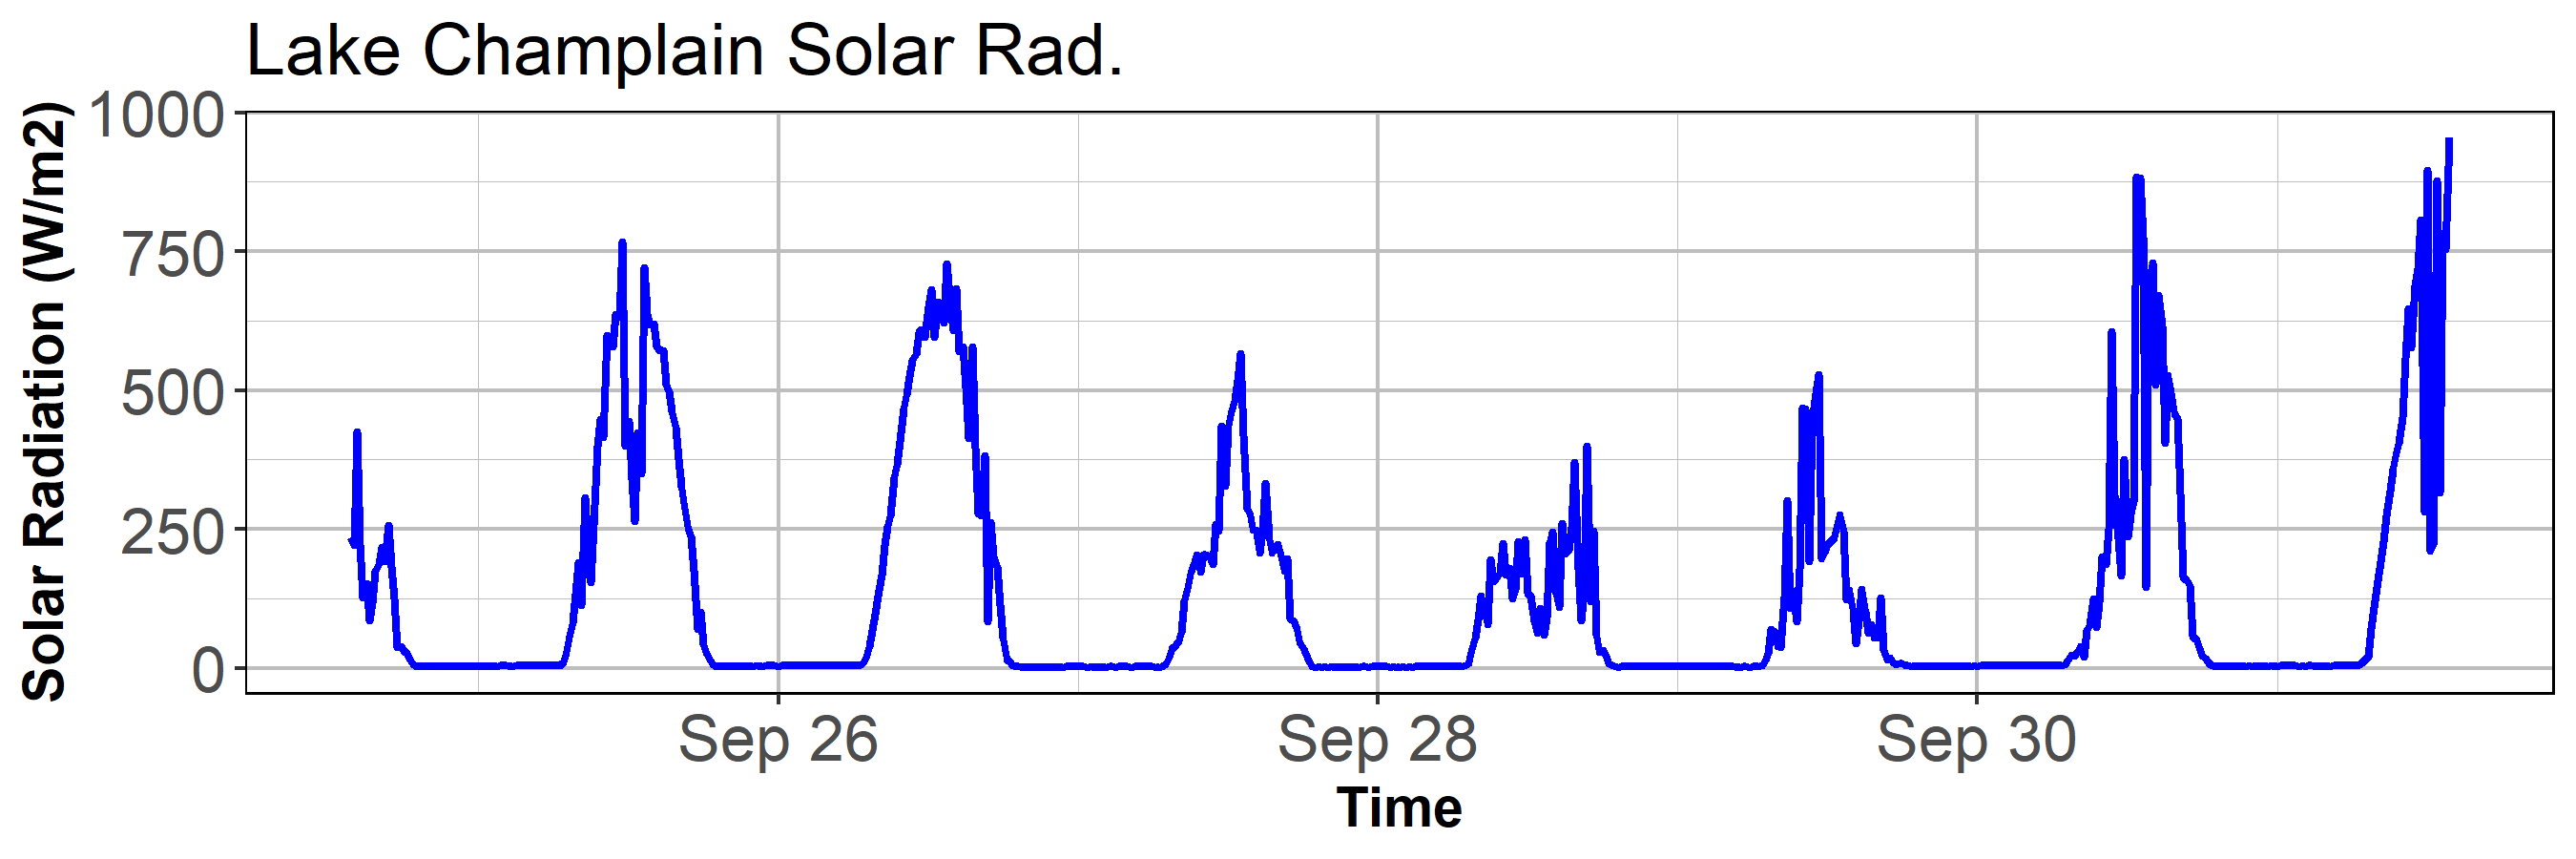 Lake Champlain Solar Rad.
Solar Radiation (W/m2)
1000
750
500
250
0
Sep 26 Sep 28 Sep 30
Time